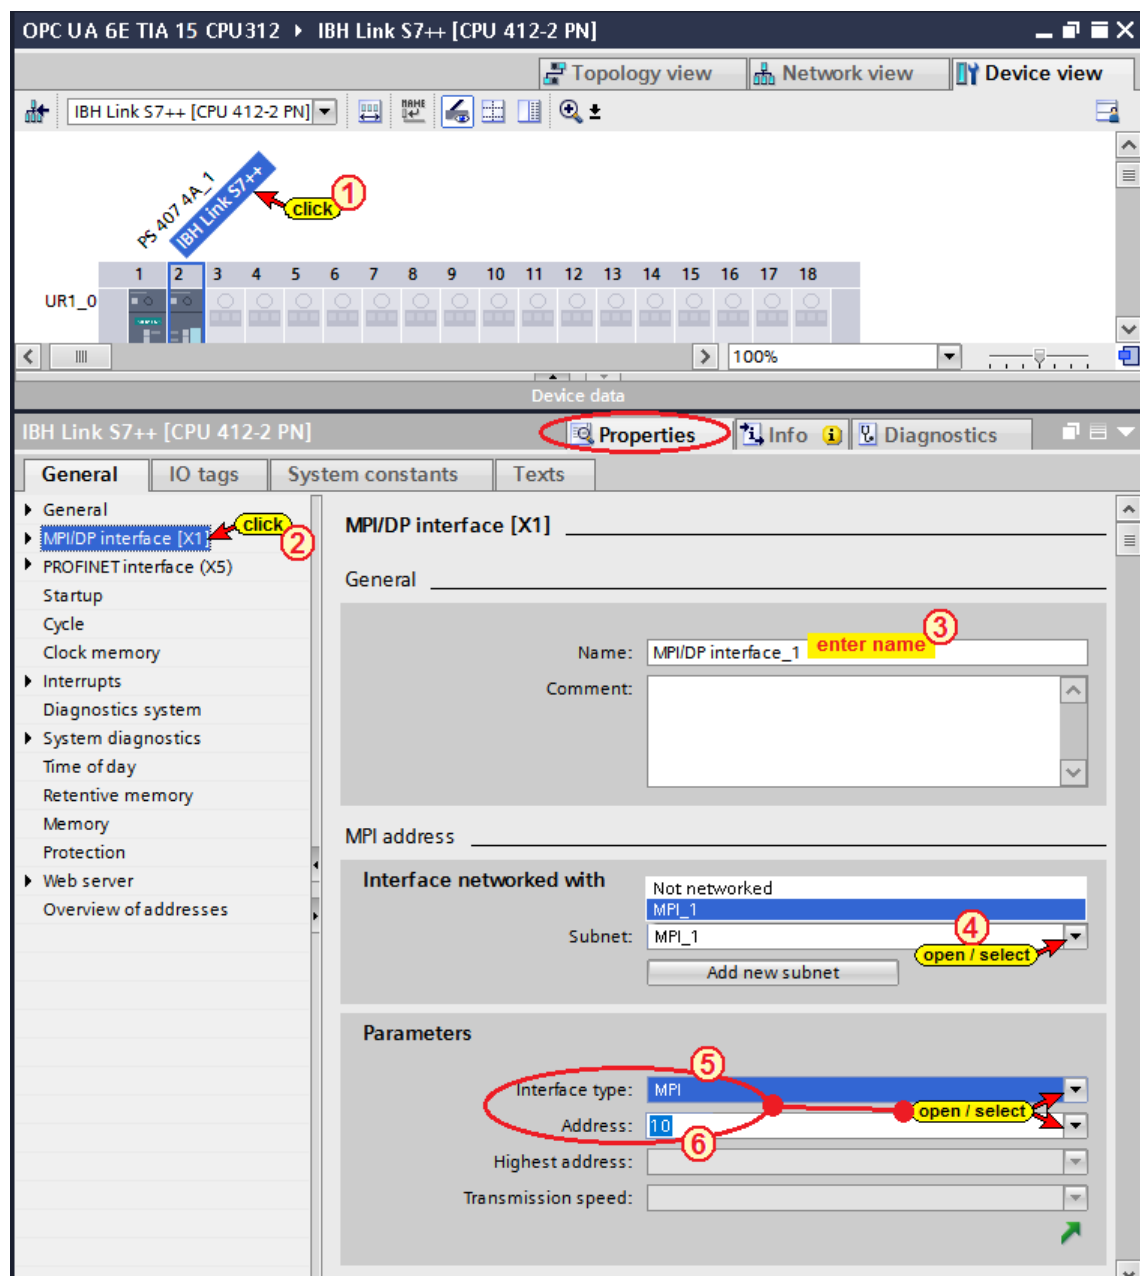 OPC UA 6E TIA 15 CPU312 ▸ IBH Link S7++ [CPU 412-2 PN]
Topology view Network view Device view
IBH Link S7++ [CPU 412-2 PN] NAME
PS 407 4A_1
IBH Link S7++
click 1
1 2 3 4 5 6 7 8 9 10 11 12 13 14 15 16 17 18
UR1_0
100%
Device data
IBH Link S7++ [CPU 412-2 PN] Properties Info Diagnostics
General IO tags System constants Texts
General
MPI/DP interface [X1] click 2
PROFINET interface (X5)
Startup
Cycle
Clock memory
Interrupts
Diagnostics system
System diagnostics
Time of day
Retentive memory
Memory
Protection
Web server
Overview of addresses
MPI/DP interface [X1]
General
Name: MPI/DP interface_1 enter name 3
Comment:
MPI address
Interface networked with
Not networked
MPI_1
Subnet: MPI_1 4 open / select
Add new subnet
Parameters
5
Interface type: MPI
open / select
Address: 10
6
Highest address:
Transmission speed: